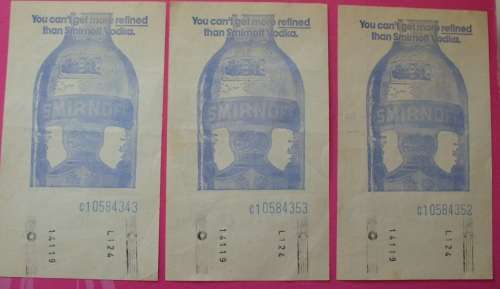 You can't get more refined
than Smirnoff Vodka.
SMIRNOFF
c10584343
14119
L124
You can't get more refined
than Smirnoff Vodka.
SMIRNOFF
c10584353
14119
L124
You can't get more refined
than Smirnoff Vodka.
SMIRNOFF
c10584352
14119
L124